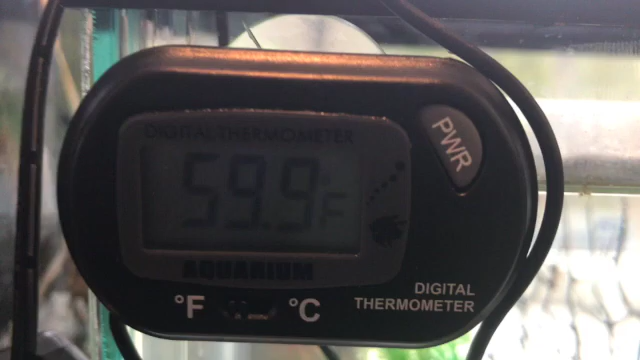 DIGITAL THERMOMETER
PWR
59.9°F
AQUARIUM
°F °C
DIGITAL
THERMOMETER